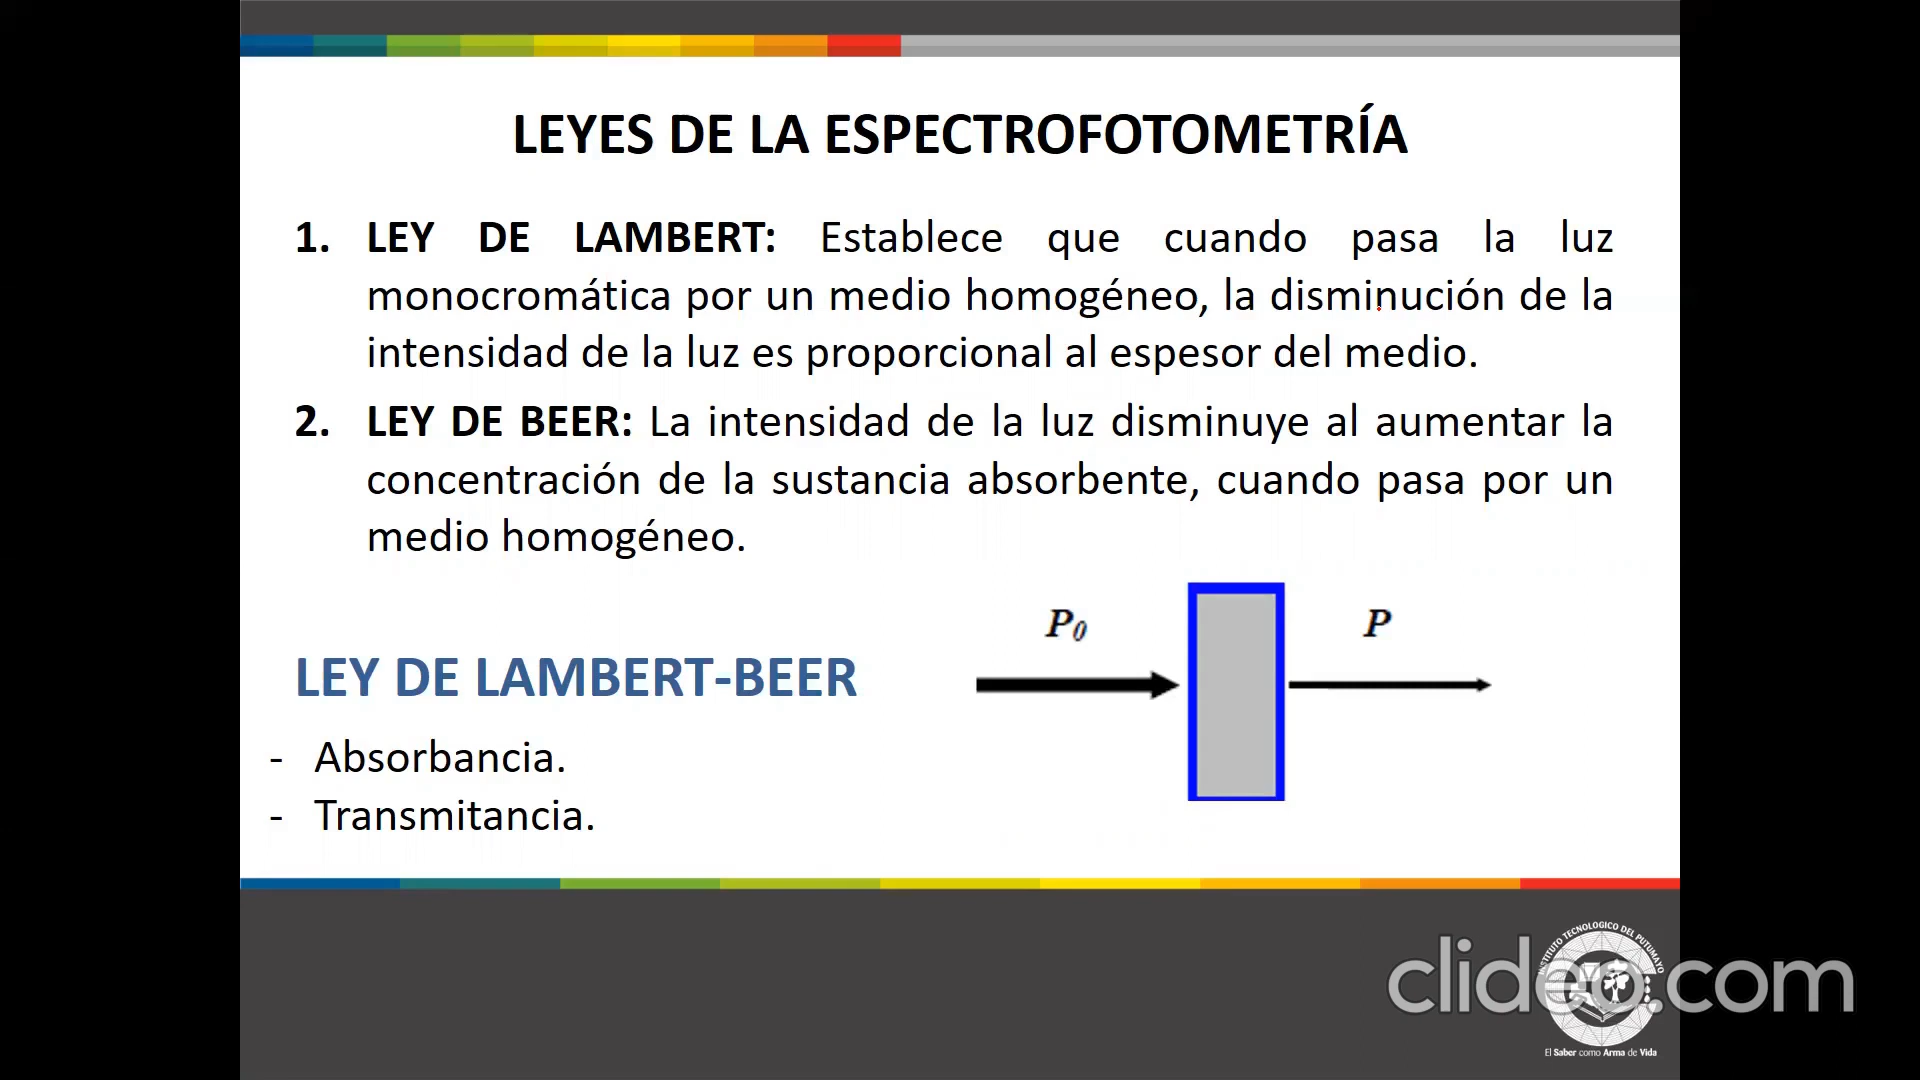 LEYES DE LA ESPECTROFOTOMETRÍA
1. LEY DE LAMBERT: Establece que cuando pasa la luz
monocromática por un medio homogéneo, la disminución de la
intensidad de la luz es proporcional al espesor del medio.
2. LEY DE BEER: La intensidad de la luz disminuye al aumentar la
concentración de la sustancia absorbente, cuando pasa por un
medio homogéneo.
P0
P
LEY DE LAMBERT-BEER
- Absorbancia.
- Transmitancia.
INSTITUTO TECNOLOGICO DEL PUTUMAYO
clideo.com
El Saber como Arma de Vida